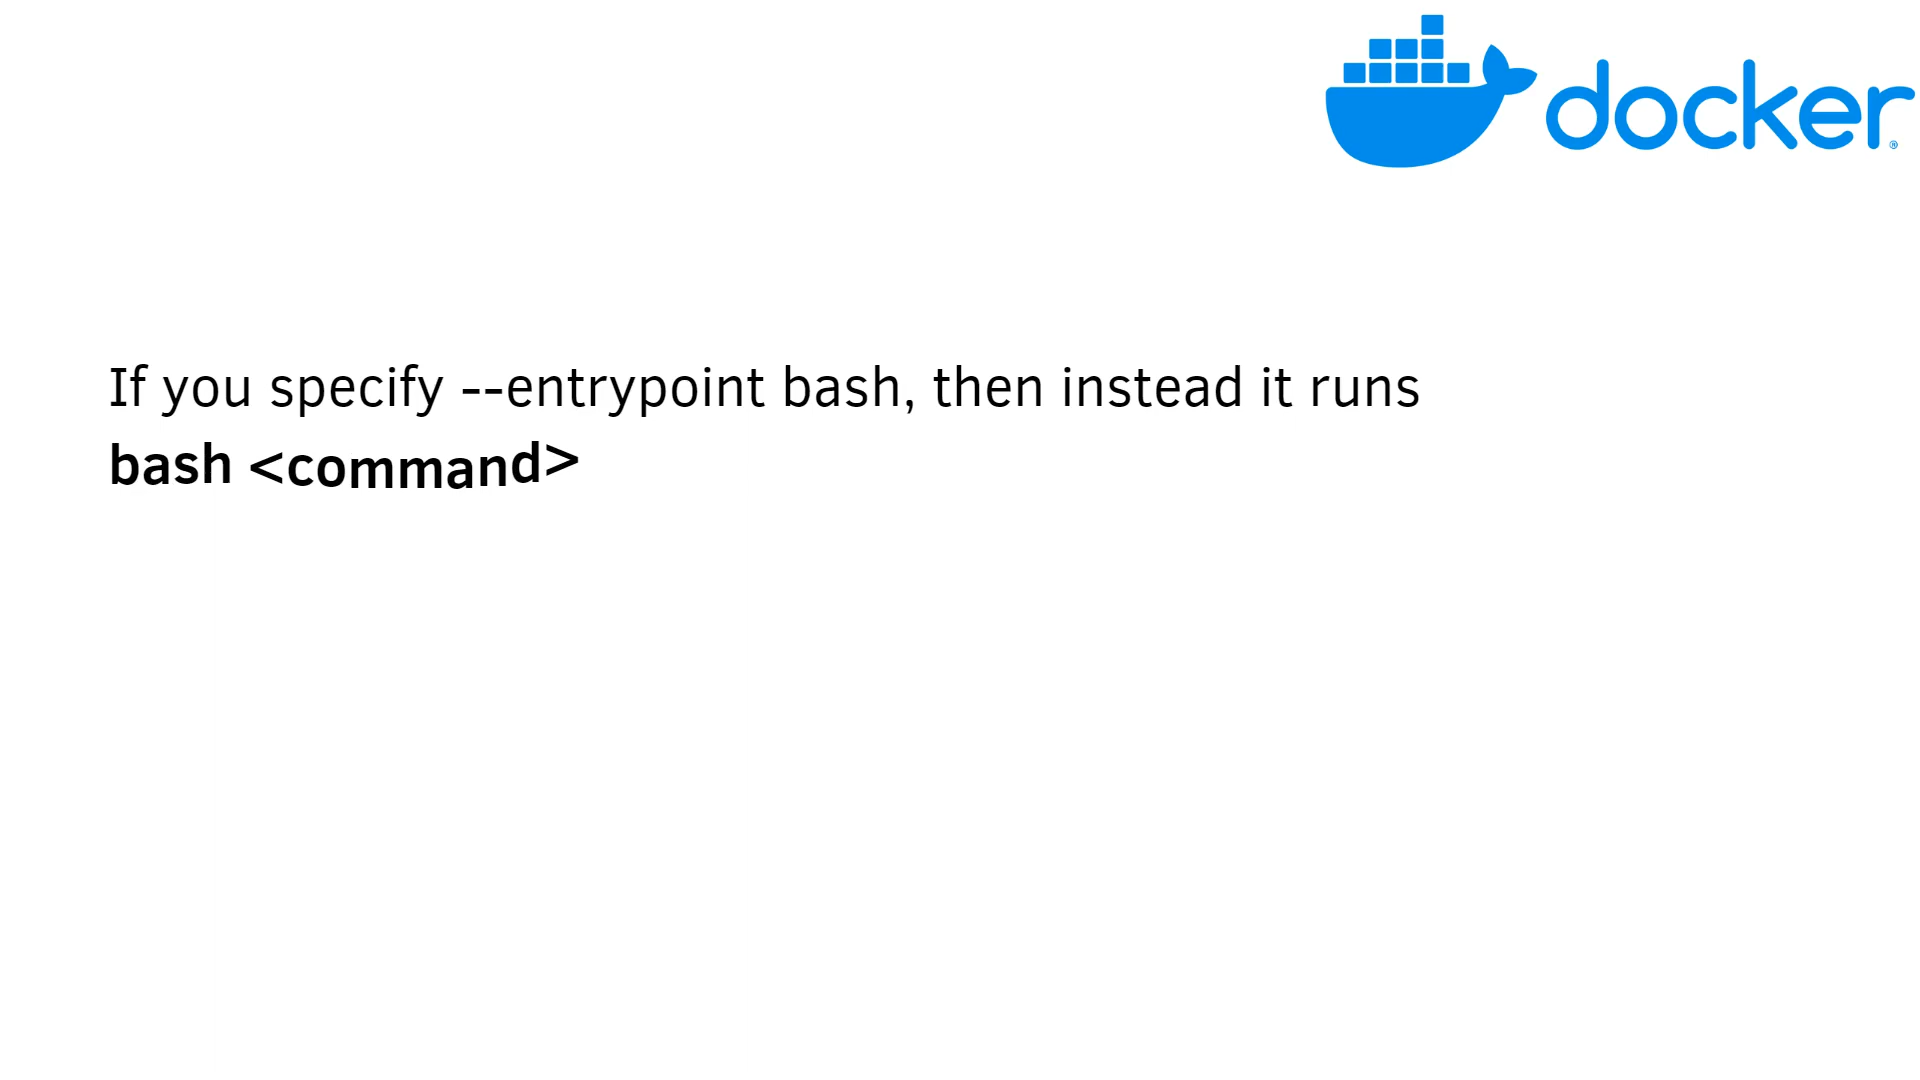 docker
If you specify --entrypoint bash, then instead it runs
bash <command>